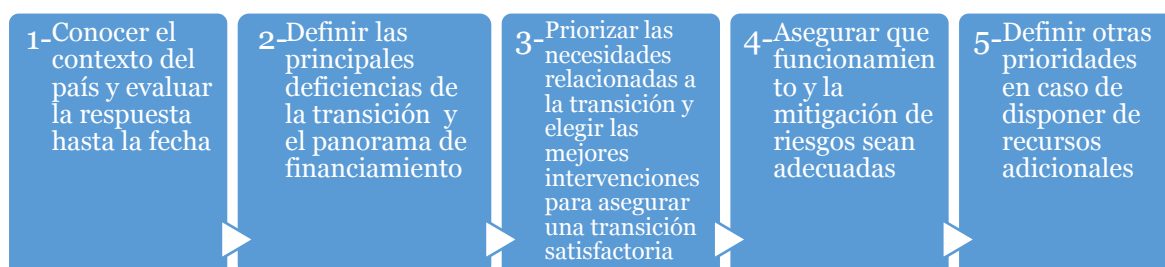 1-Conocer el
contexto del
país y evaluar
la respuesta
hasta la fecha
2-Definir las
principales
deficiencias de
la transición y
el panorama de
financiamiento
3-Priorizar las
necesidades
relacionadas a
la transición y
elegir las
mejores
intervenciones
para asegurar
una transición
satisfactoria
4-Asegurar que
funcionamien
to y la
mitigación de
riesgos sean
adecuadas
5-Definir otras
prioridades
en caso de
disponer de
recursos
adicionales